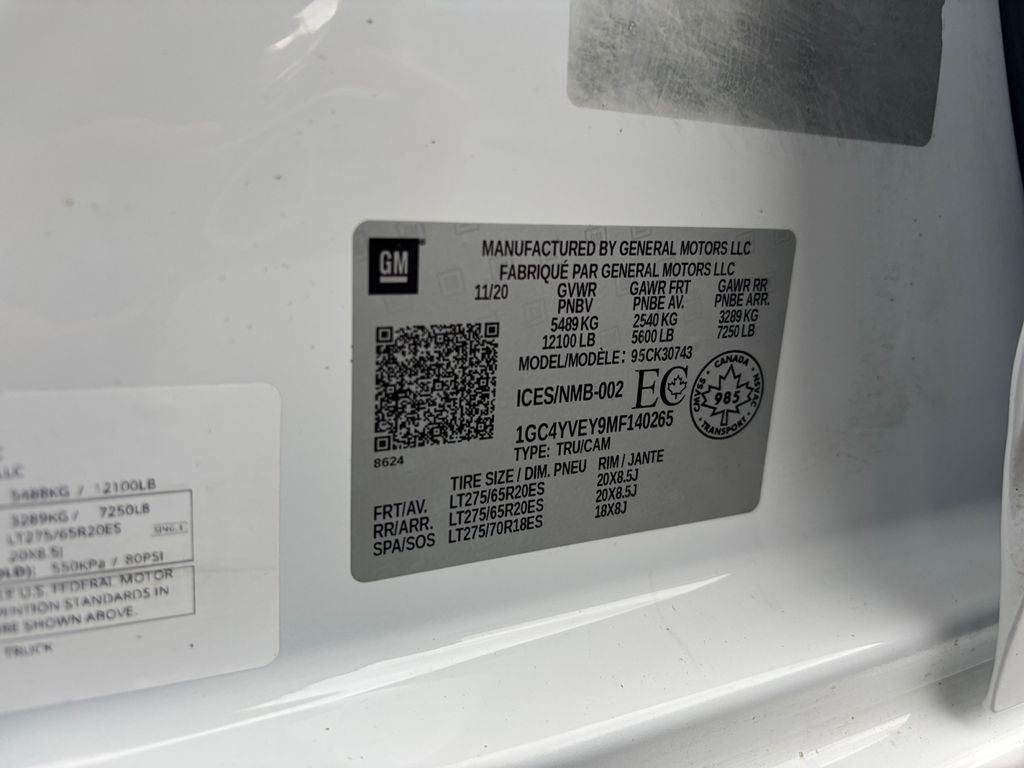 GM
MANUFACTURED BY GENERAL MOTORS LLC
FABRIQUÉ PAR GENERAL MOTORS LLC
11/20 GVWR GAWR FRT GAWR RR
PNBV PNBE AV. PNBE ARR.
5489 KG 2540 KG 3289 KG
12100 LB 5600 LB 7250 LB
MODEL/MODÈLE: 95CK30743
ICES/NMB-002 EC
CANADA
CMVSS 985 NSVAC
TRANSPORT
1GC4YVEY9MF140265
TYPE: TRU/CAM
8624
TIRE SIZE / DIM. PNEU RIM / JANTE
FRT/AV. LT275/65R20ES 20X8.5J
RR/ARR. LT275/65R20ES 20X8.5J
SPA/SOS LT275/70R18ES 18X8J
LLC
5488KG / 12100LB
3289KG / 7250LB
LT275/65R20ES
20X8.5J
550KPa / 80PSI
U.S. FEDERAL MOTOR
STANDARDS IN
SHOWN ABOVE.
TRUCK